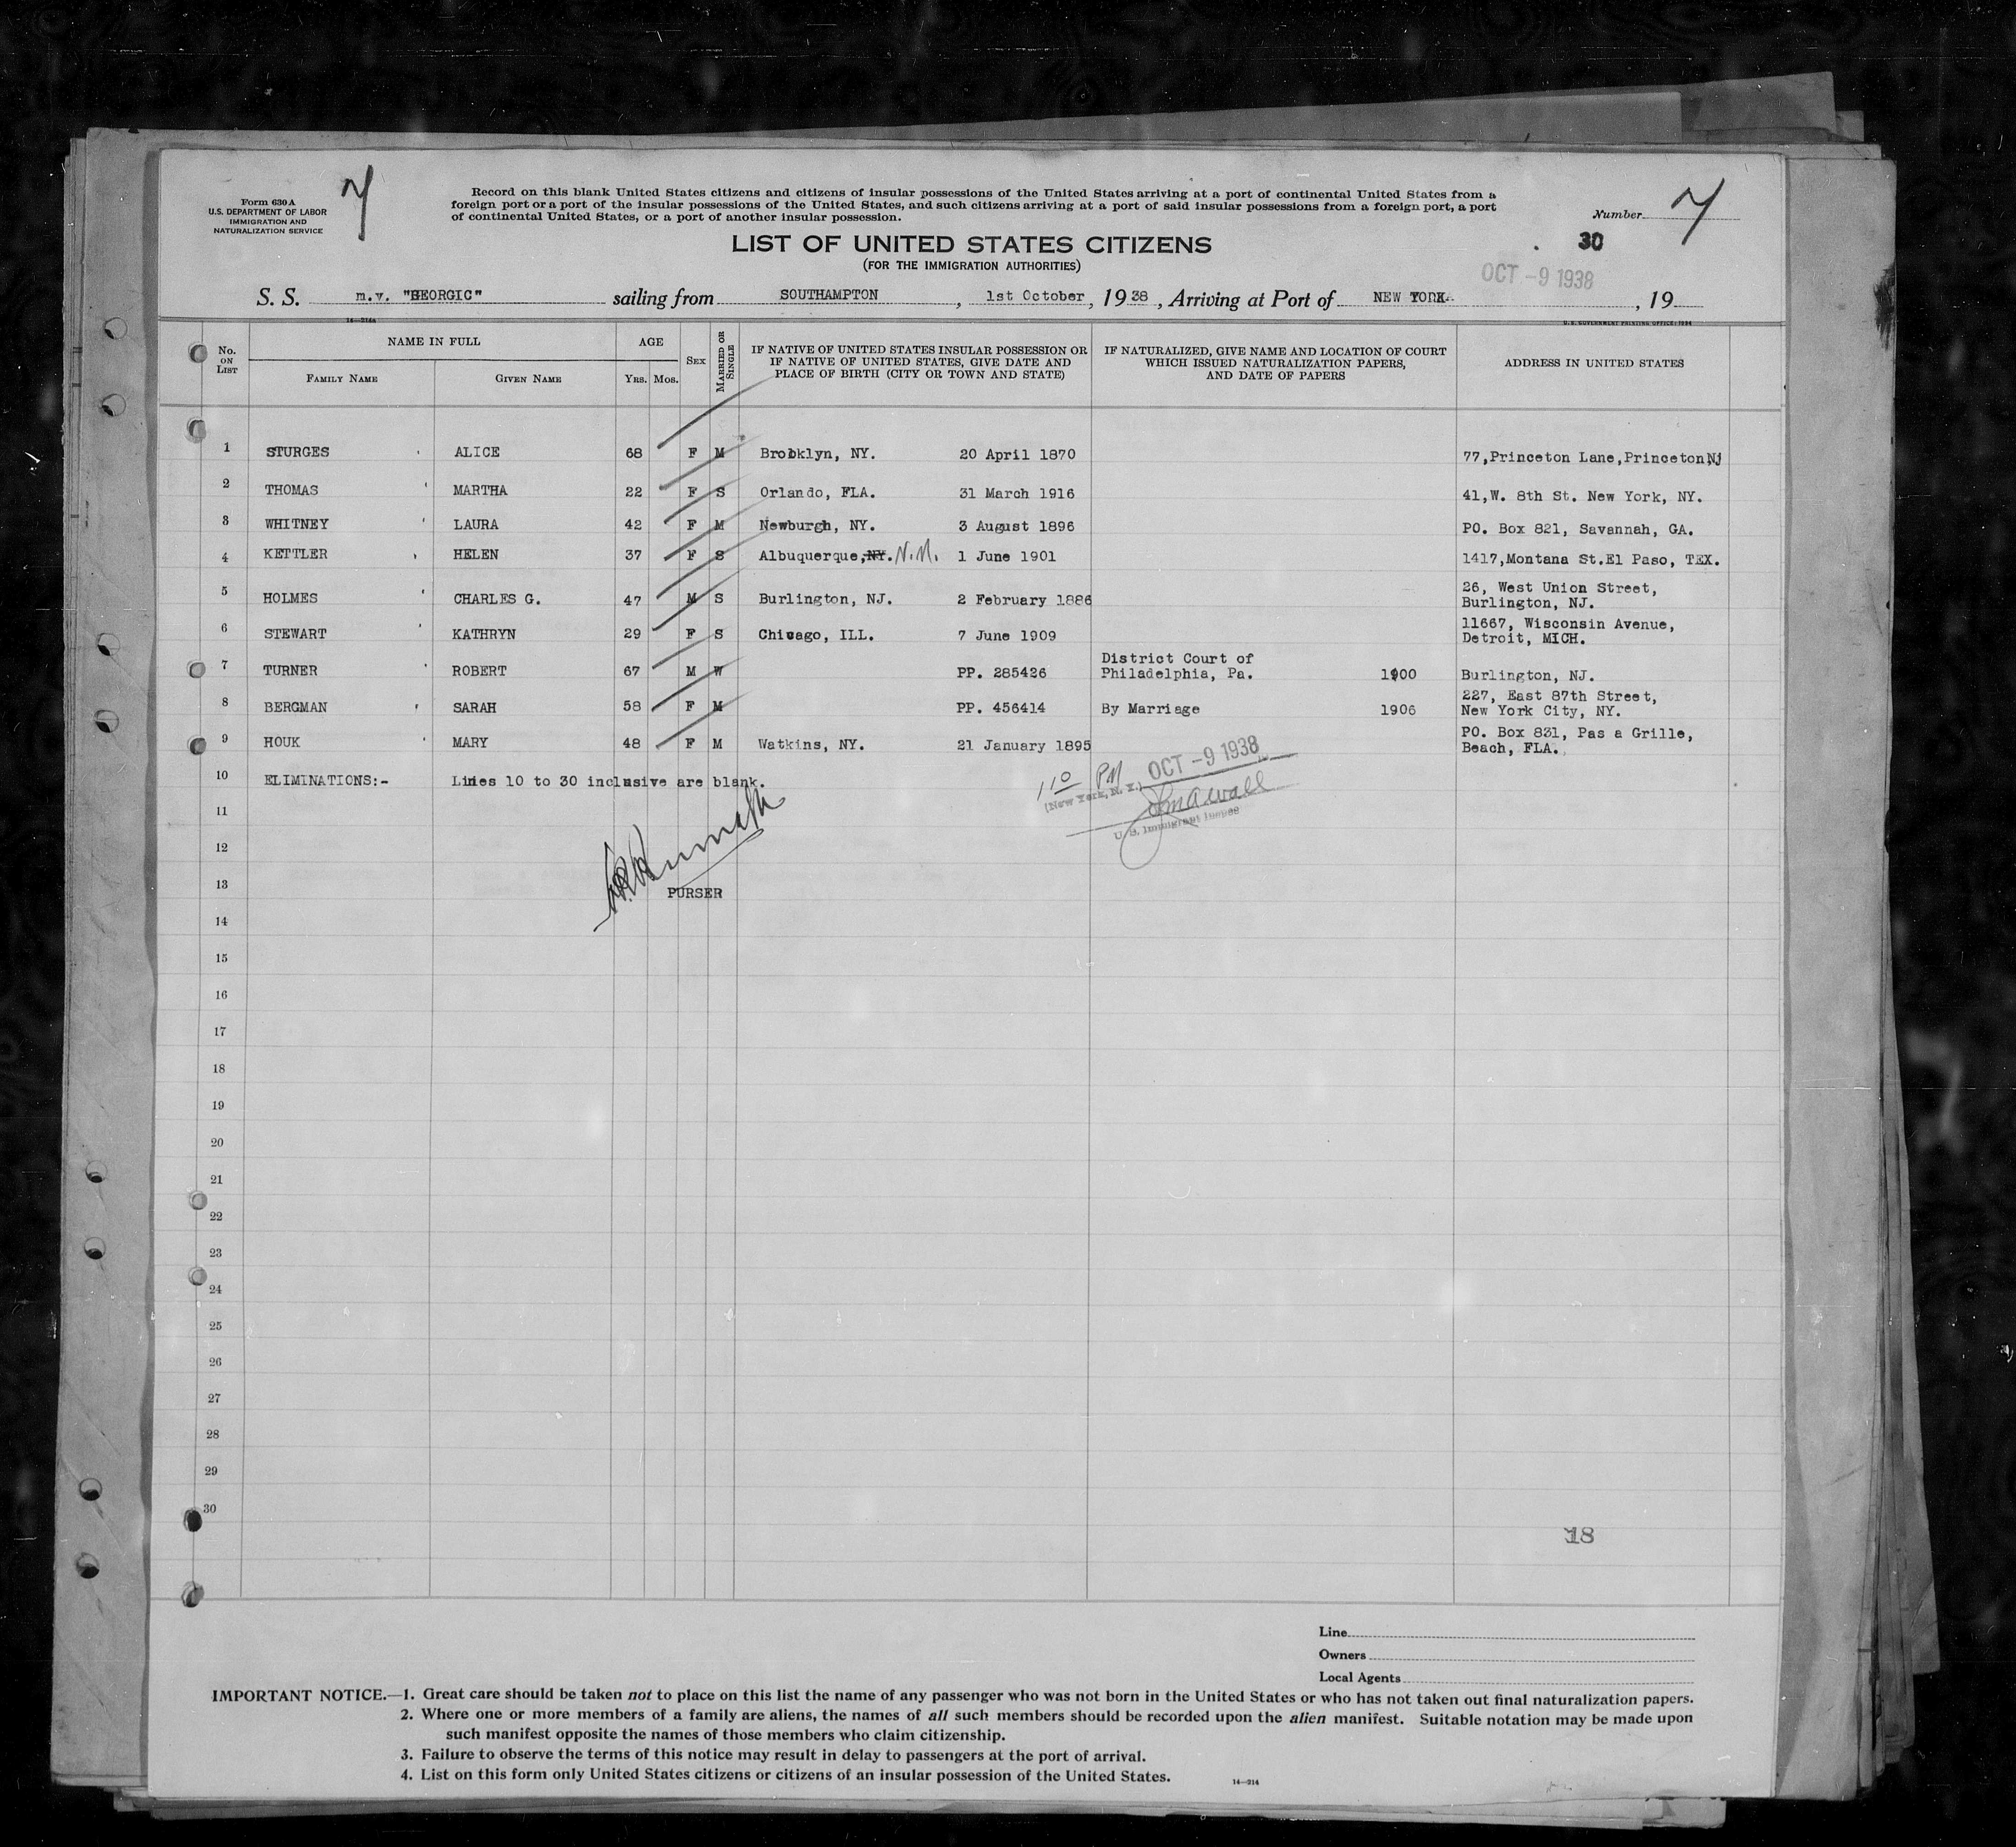 Form 630 A
U.S. DEPARTMENT OF LABOR
IMMIGRATION AND
NATURALIZATION SERVICE
7
Record on this blank United States citizens and citizens of insular possessions of the United States arriving at a port of continental United States from a
foreign port or a port of the insular possessions of the United States, and such citizens arriving at a port of said insular possessions from a foreign port, a port
of continental United States, or a port of another insular possession.
Number 7
30
LIST OF UNITED STATES CITIZENS
(FOR THE IMMIGRATION AUTHORITIES)
OCT -9 1938
S. S. m.v. "GEORGIC" sailing from SOUTHAMPTON, 1st October, 1938, Arriving at Port of NEW YORK, 19
14—214a
U. S. GOVERNMENT PRINTING OFFICE: 1934
No. ON LIST NAME IN FULL AGE SEX MARRIED OR SINGLE IF NATIVE OF UNITED STATES INSULAR POSSESSION OR IF NATIVE OF UNITED STATES, GIVE DATE AND PLACE OF BIRTH (CITY OR TOWN AND STATE) IF NATURALIZED, GIVE NAME AND LOCATION OF COURT WHICH ISSUED NATURALIZATION PAPERS, AND DATE OF PAPERS ADDRESS IN UNITED STATES
FAMILY NAME GIVEN NAME YRS. MOS.
1 STURGES ALICE 68 F M Brooklyn, NY. 20 April 1870 77,Princeton Lane,Princeton,NJ
2 THOMAS MARTHA 22 F S Orlando, FLA. 31 March 1916 41,W. 8th St. New York, NY.
3 WHITNEY LAURA 42 F M Newburgh, NY. 3 August 1896 PO. Box 821, Savannah, GA.
4 KETTLER HELEN 37 F S Albuquerque,NY. N.M. 1 June 1901 1417,Montana St.El Paso, TEX.
5 HOLMES CHARLES G. 47 M S Burlington, NJ. 2 February 1886 26, West Union Street,
Burlington, NJ.
6 STEWART KATHRYN 29 F S Chicago, ILL. 7 June 1909 11667, Wisconsin Avenue,
Detroit, MICH.
7 TURNER ROBERT 67 M W PP. 285426 District Court of
Philadelphia, Pa. 1900 Burlington, NJ.
8 BERGMAN SARAH 58 F M PP. 456414 By Marriage 1906 227, East 87th Street,
New York City, NY.
9 HOUK MARY 48 F M Watkins, NY. 21 January 1895 PO. Box 831, Pas a Grille,
Beach, FLA.
10 ELIMINATIONS:- Lines 10 to 30 inclusive are blank.
110 PM OCT -9 1938
(New York, N. Y.)
U. S. Immigrant Inspec
11
12
13 PURSER
14
15
16
17
18
19
20
21
22
23
24
25
26
27
28
29
30
18
Line
Owners
Local Agents
IMPORTANT NOTICE.—1. Great care should be taken not to place on this list the name of any passenger who was not born in the United States or who has not taken out final naturalization papers.
2. Where one or more members of a family are aliens, the names of all such members should be recorded upon the alien manifest. Suitable notation may be made upon
such manifest opposite the names of those members who claim citizenship.
3. Failure to observe the terms of this notice may result in delay to passengers at the port of arrival.
4. List on this form only United States citizens or citizens of an insular possession of the United States.
14—214